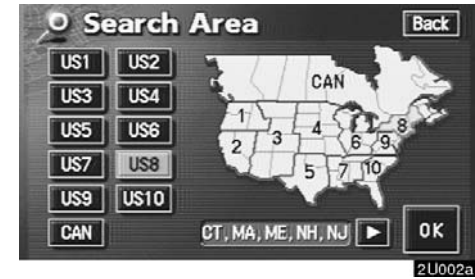 Search Area
Back
US1 US2
US3 US4
US5 US6
US7 US8
US9 US10
CAN
CAN
1
2
3
4
5
6
7
8
9
10
CT, MA, ME, NH, NJ
OK
2U002a